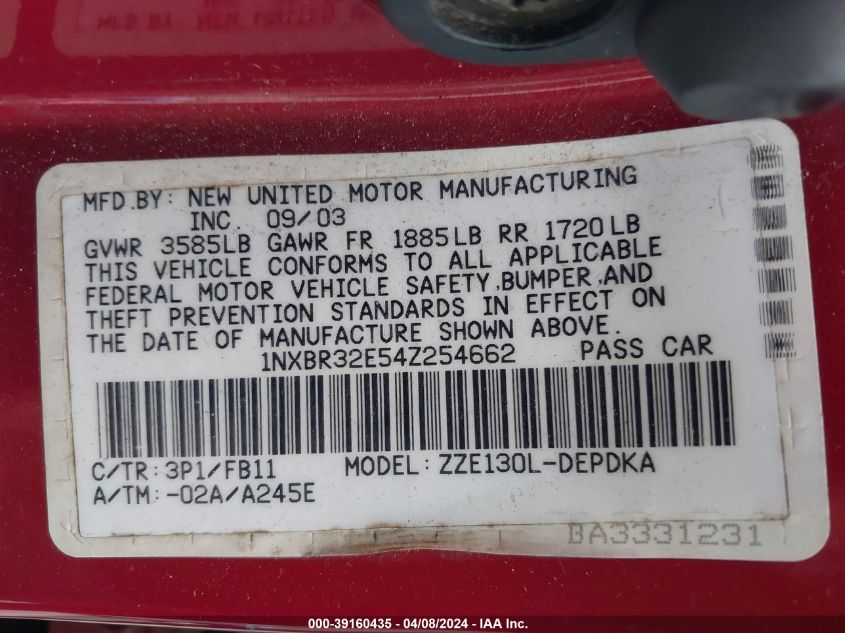 MFD.BY: NEW UNITED MOTOR MANUFACTURING
INC. 09/03
GVWR 3585LB GAWR FR 1885LB RR 1720LB
THIS VEHICLE CONFORMS TO ALL APPLICABLE
FEDERAL MOTOR VEHICLE SAFETY,BUMPER,AND
THEFT PREVENTION STANDARDS IN EFFECT ON
THE DATE OF MANUFACTURE SHOWN ABOVE.
1NXBR32E54Z254662 PASS CAR
C/TR: 3P1/FB11 MODEL: ZZE130L-DEPDKA
A/TM: -02A/A245E
BA3331231
000-39160435 - 04/08/2024 - IAA Inc.